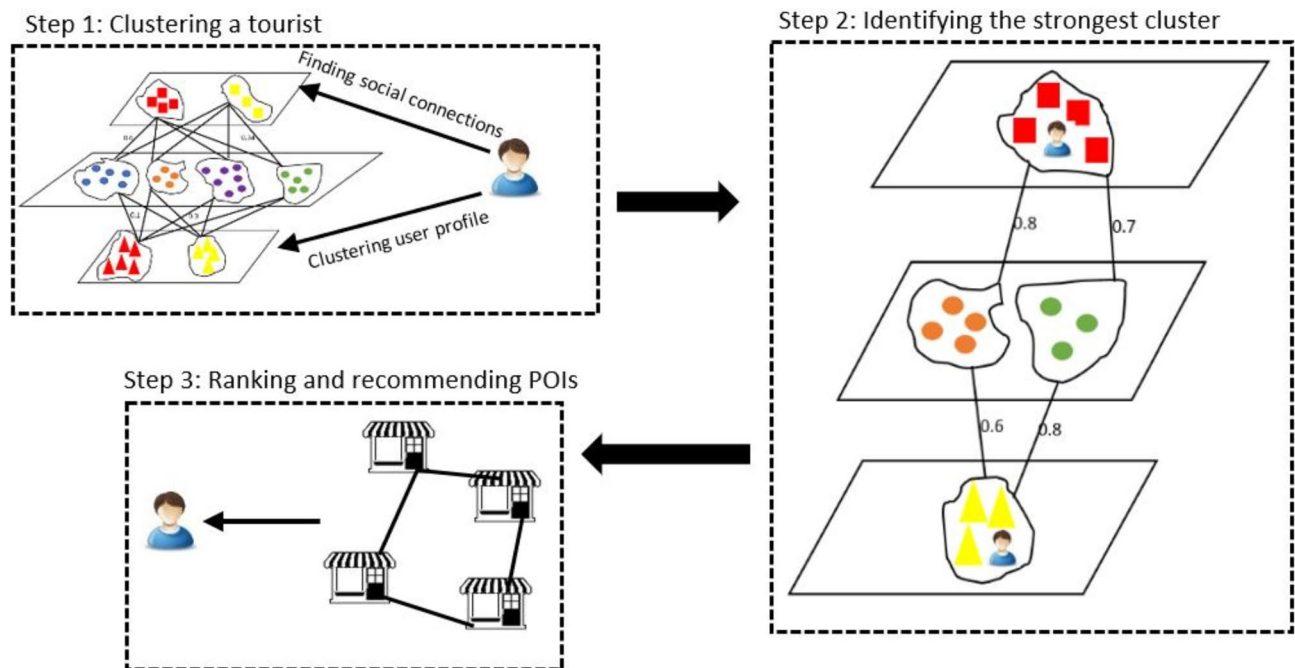 Step 1: Clustering a tourist
Finding social connections
Clustering user profile
Step 2: Identifying the strongest cluster
0.8
0.7
0.6
0.8
Step 3: Ranking and recommending POIs